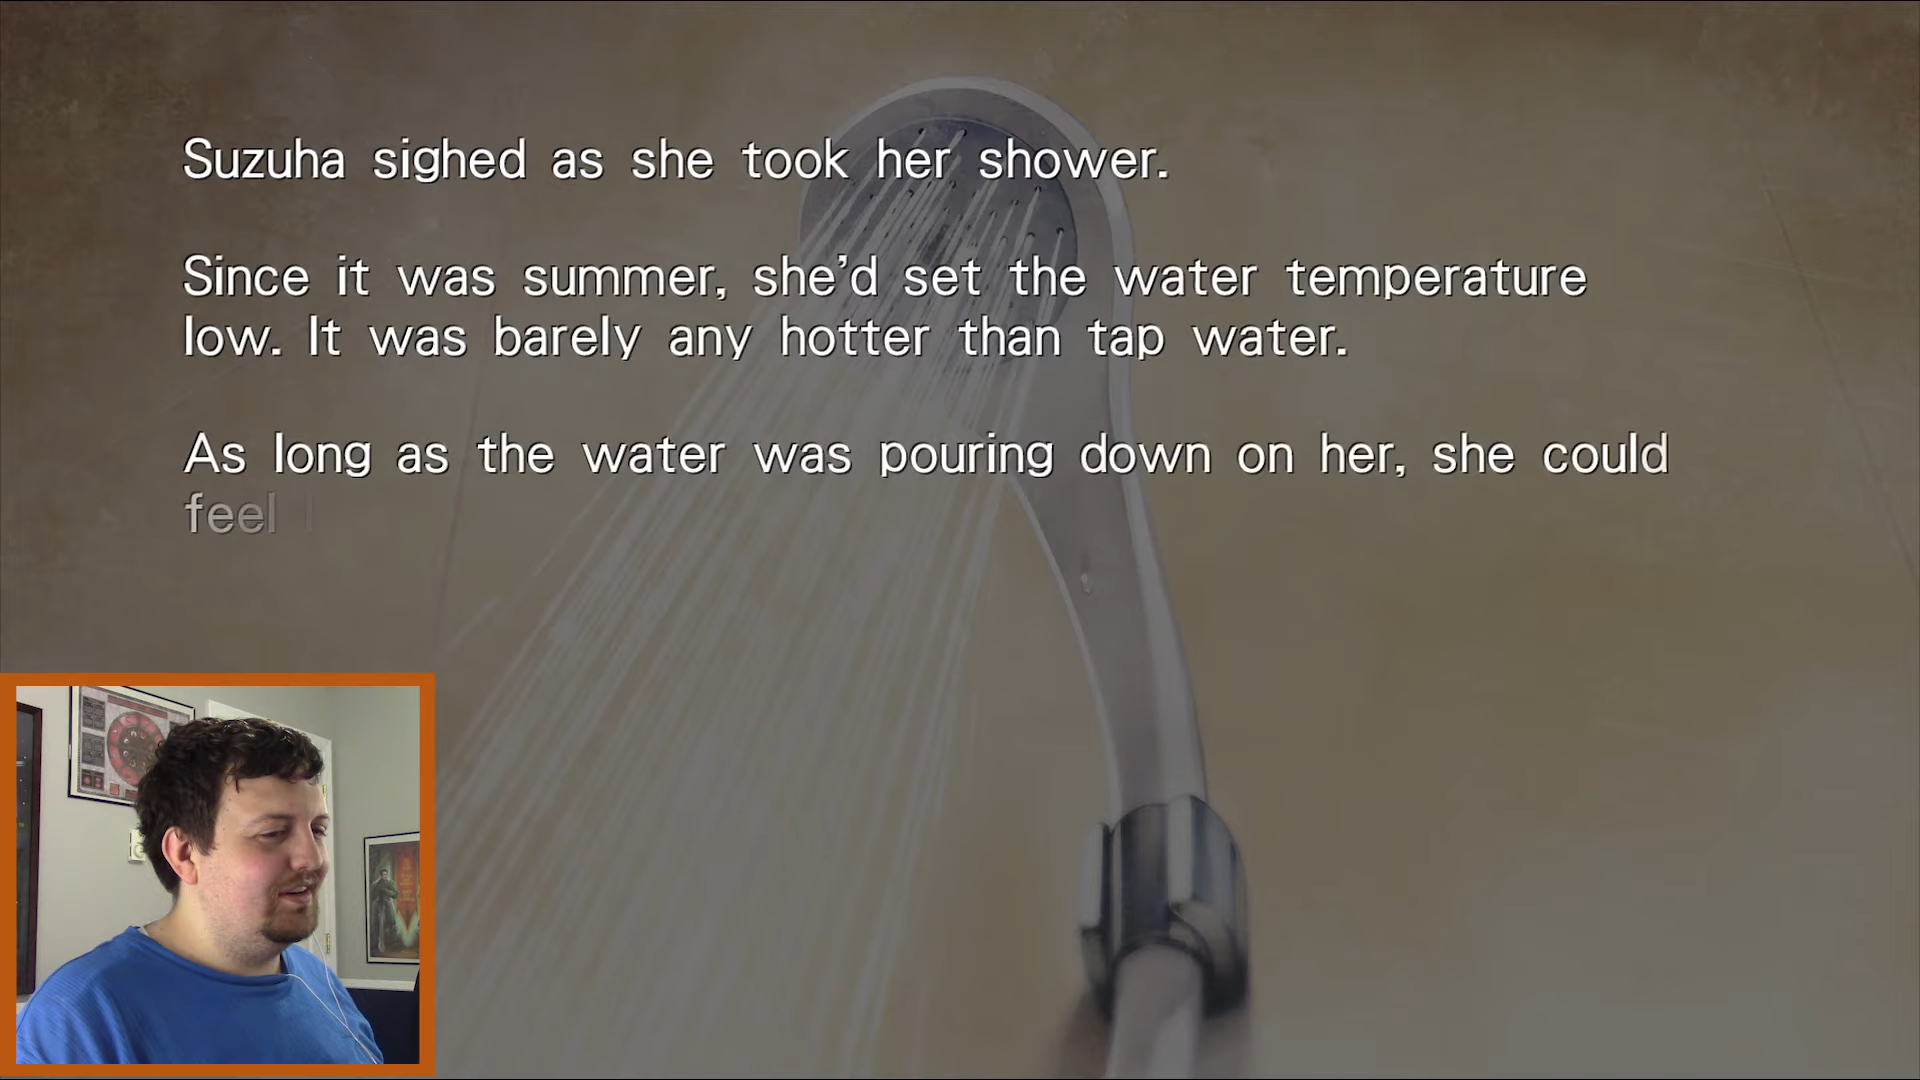 Suzuha sighed as she took her shower.
Since it was summer, she’d set the water temperature
low. It was barely any hotter than tap water.
As long as the water was pouring down on her, she could
feel